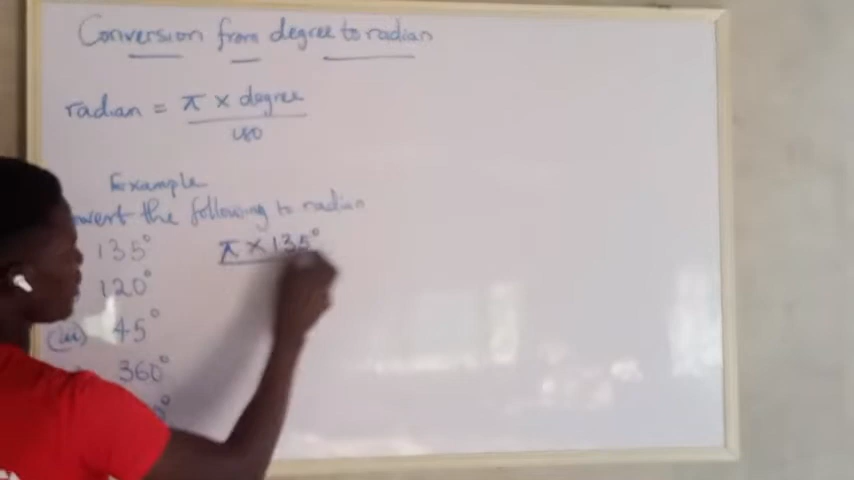 Conversion from degree to radian
radian = π × degree
180
Example
the following to radian
135°
π × 135°
120°
(iii) 45°
360°